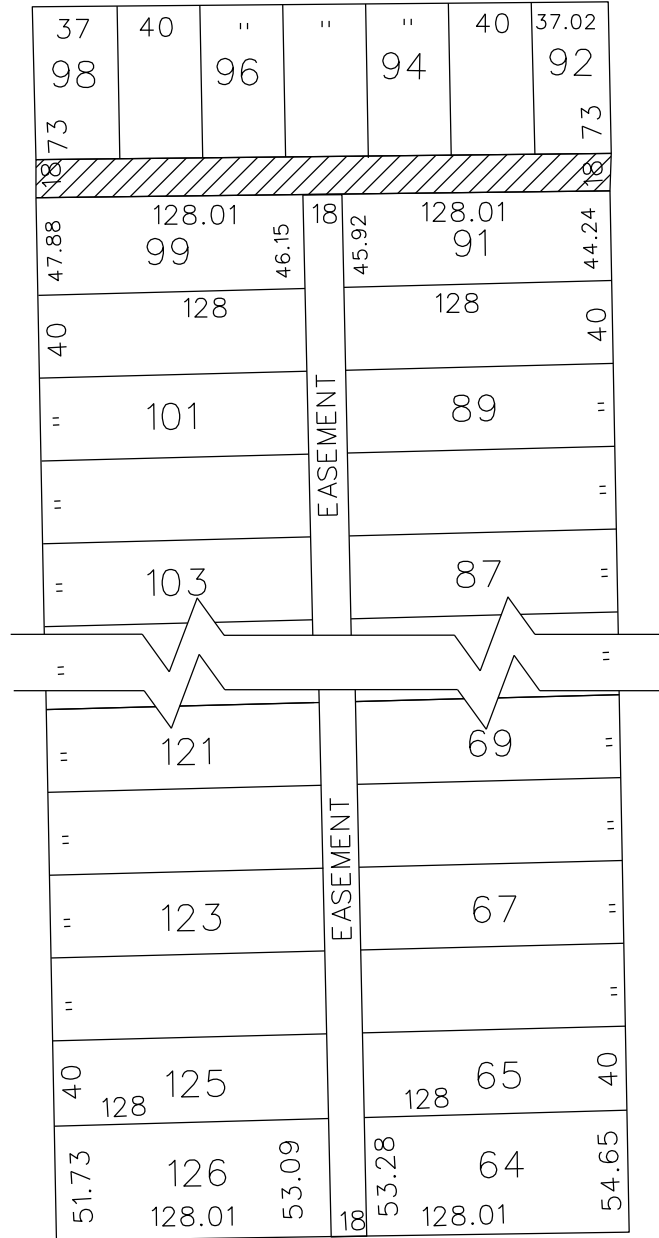 37 40 " " " 40 37.02
98 96 94 92
73 73
18 18
128.01 18 128.01
47.88 99 46.15 45.92 91 44.24
128 128
40 40
" 101 89 "
EASEMENT
" "
" 103 87 "
" "
" 121 69 "
" "
EASEMENT
" 123 67 "
" "
40 125 65 40
128 128
51.73 126 53.09 53.28 64 54.65
128.01 18 128.01